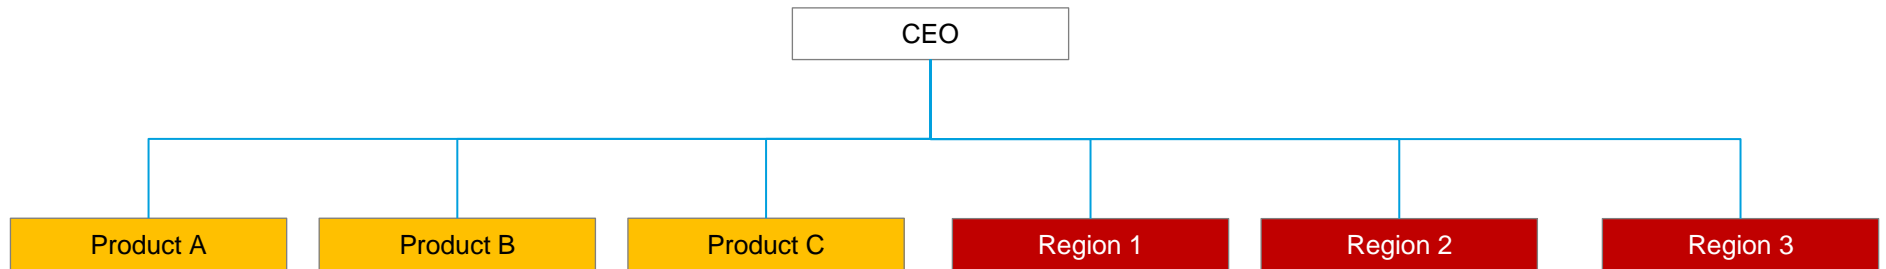 CEO
Product A
Product B
Product C
Region 1
Region 2
Region 3